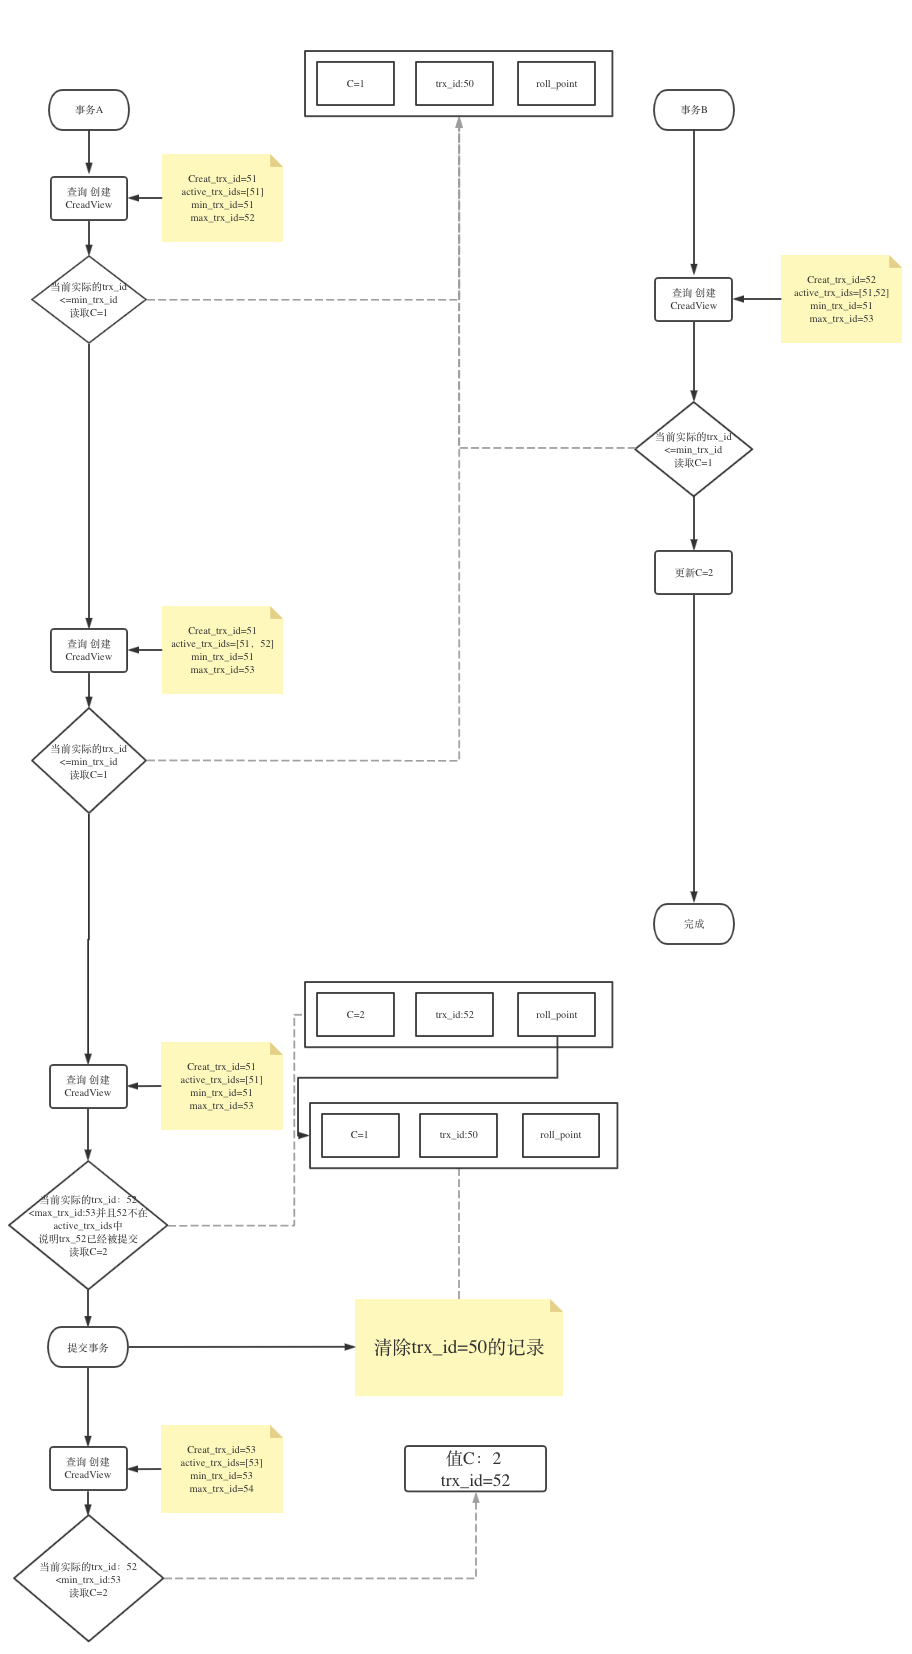 C=1
trx_id:50
roll_point
事务A
事务B
Creat_trx_id=51
active_trx_ids=[51]
min_trx_id=51
max_trx_id=52
查询 创建
CreadView
当前实际的trx_id
<=min_trx_id
读取C=1
Creat_trx_id=52
active_trx_ids=[51,52]
min_trx_id=51
max_trx_id=53
查询 创建
CreadView
当前实际的trx_id
<=min_trx_id
读取C=1
更新C=2
Creat_trx_id=51
active_trx_ids=[51，52]
min_trx_id=51
max_trx_id=53
查询 创建
CreadView
当前实际的trx_id
<=min_trx_id
读取C=1
完成
C=2
trx_id:52
roll_point
Creat_trx_id=51
active_trx_ids=[51]
min_trx_id=51
max_trx_id=53
查询 创建
CreadView
C=1
trx_id:50
roll_point
当前实际的trx_id：52
<max_trx_id:53并且52不在
active_trx_ids中
说明trx_52已经被提交
读取C=2
提交事务
清除trx_id=50的记录
Creat_trx_id=53
active_trx_ids=[53]
min_trx_id=53
max_trx_id=54
查询 创建
CreadView
值C：2
trx_id=52
当前实际的trx_id：52
<min_trx_id:53
读取C=2